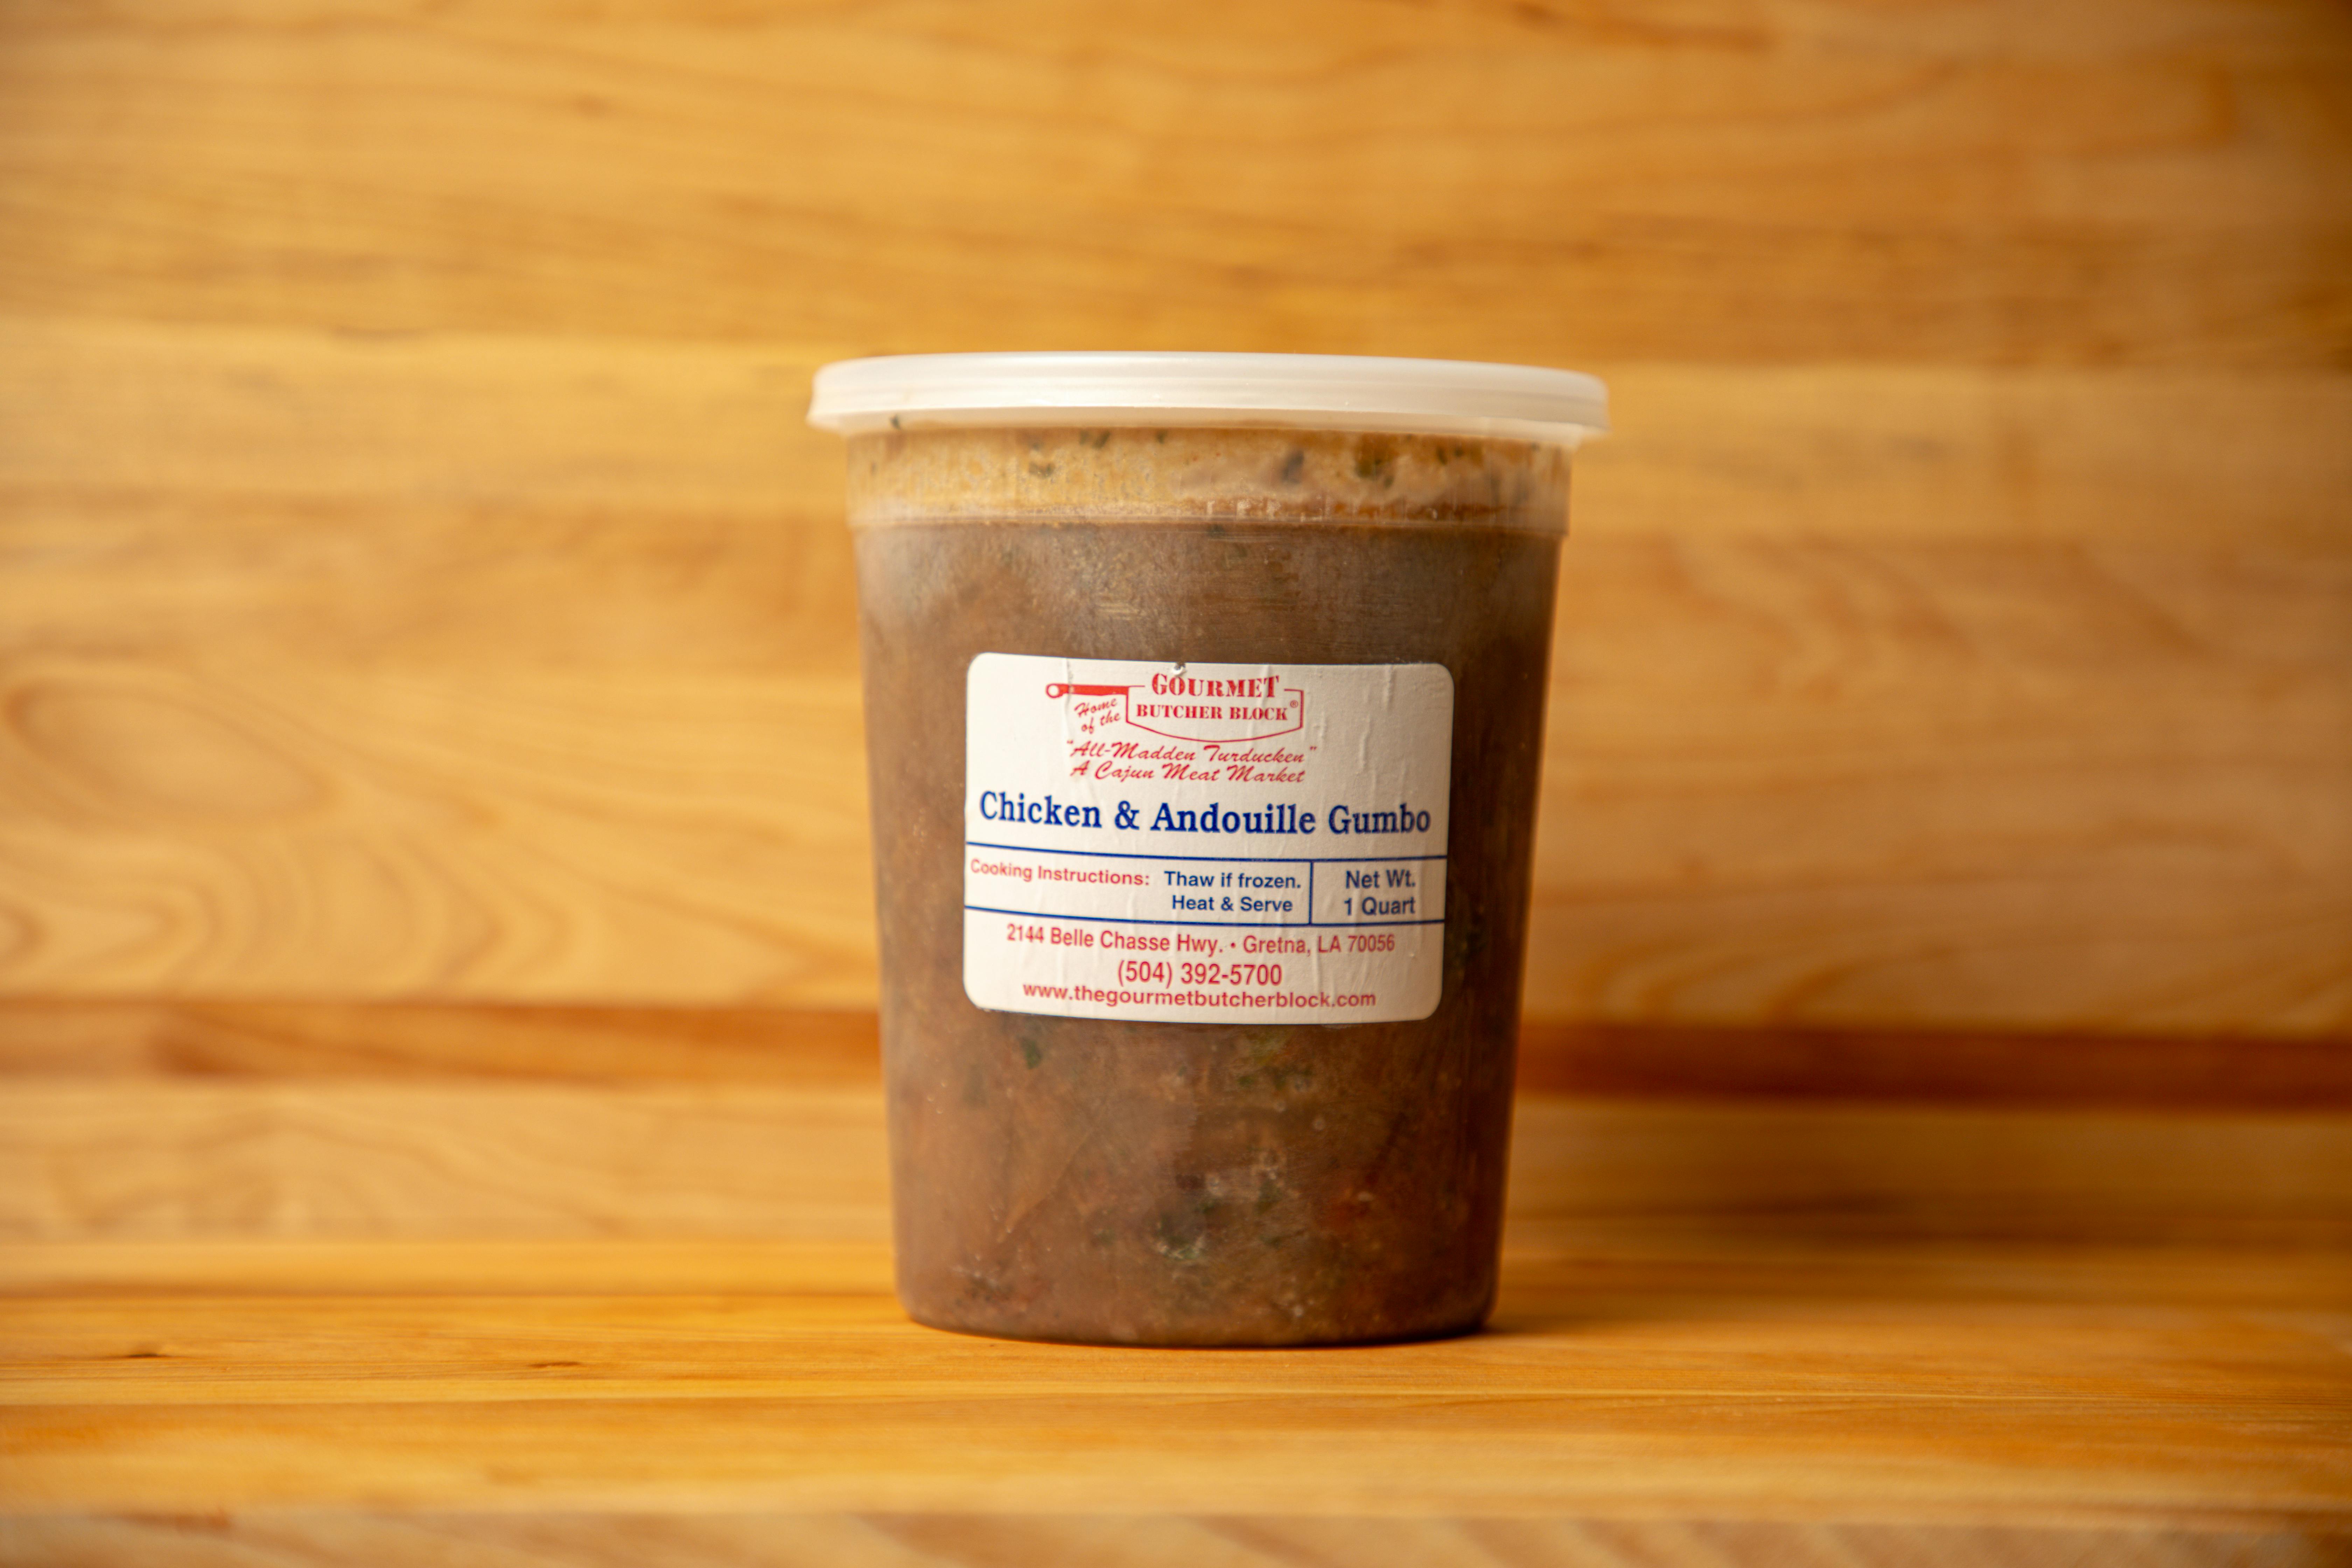 GOURMET
BUTCHER BLOCK®
Home
of the
"All-Madden Turducken"
A Cajun Meat Market
Chicken & Andouille Gumbo
Cooking Instructions: Thaw if frozen.
Heat & Serve
Net Wt.
1 Quart
2144 Belle Chasse Hwy. • Gretna, LA 70056
(504) 392-5700
www.thegourmetbutcherblock.com